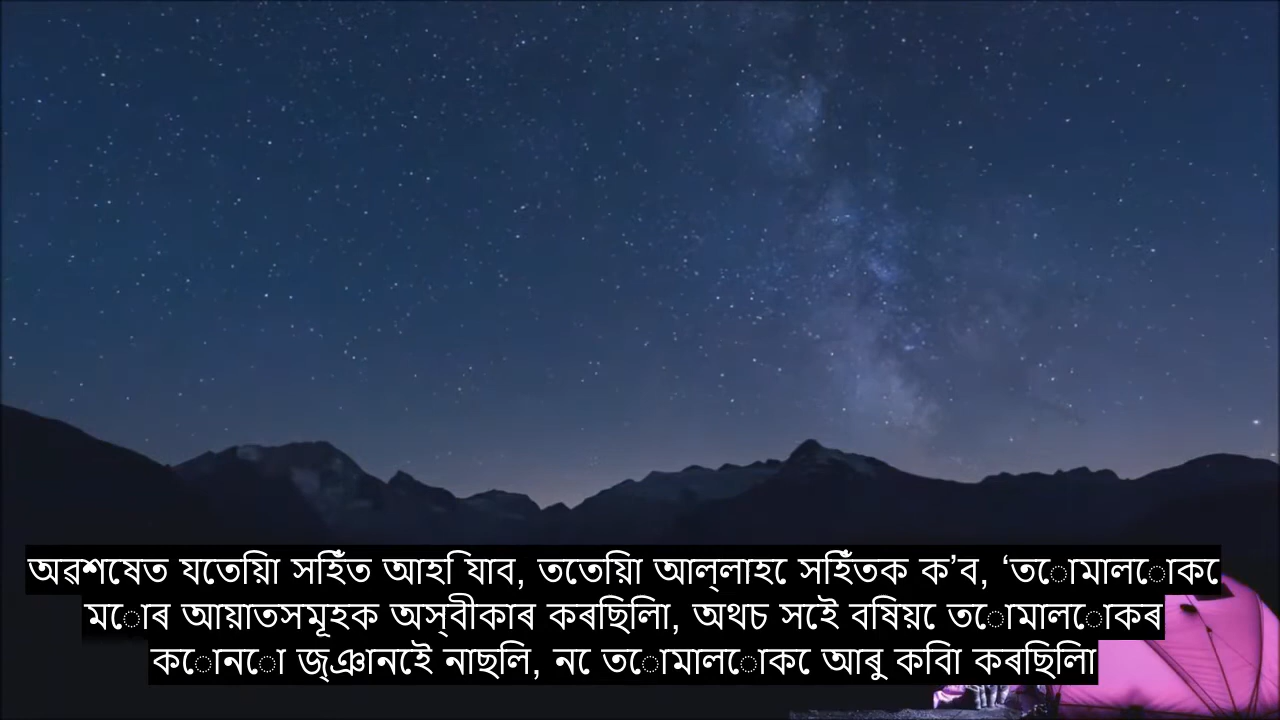 অৱশেষত যেতিয়া সিহঁত আহি যাব, তেতিয়া আল্লাহে সিহঁতক ক’ব, ‘তোমালোকে
মোৰ আয়াতসমূহক অস্বীকাৰ কৰিছিলা, অথচ সেই বিষয়ে তোমালোকৰ
কোনো জ্ঞানেই নাছিল, নে তোমালোকে আৰু কিবা কৰিছিলা